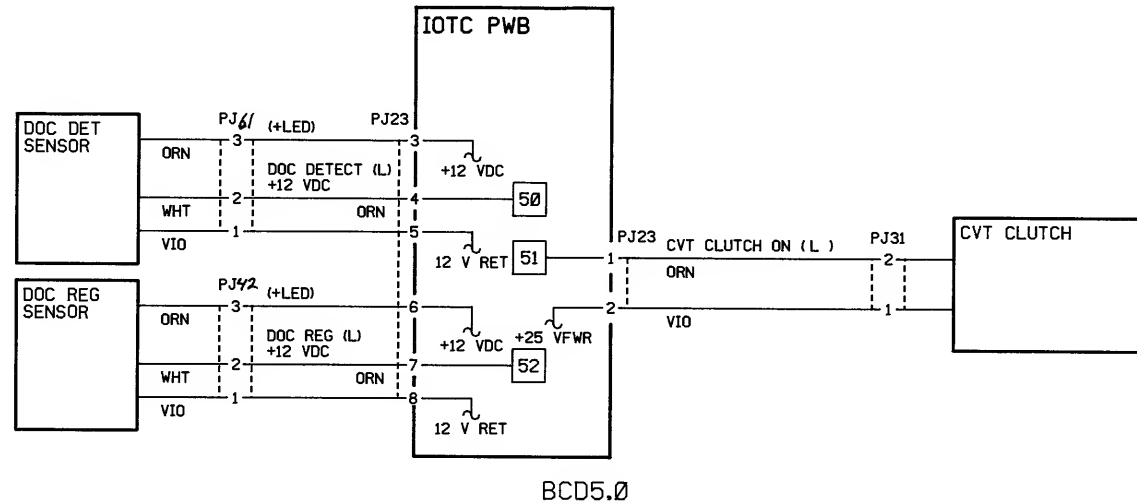 IOTC PWB
DOC DET
SENSOR
PJ61 (+LED) PJ23
3 3
ORN
+12 VDC
DOC DETECT (L)
+12 VDC
2 4 50
WHT ORN
1 5
VIO
12 V RET 51
1 PJ23 CVT CLUTCH ON (L ) PJ31 2
ORN
CVT CLUTCH
DOC REG
SENSOR
PJ42 (+LED)
3 6
ORN
2 1
VIO
+12 VDC +25 VFWR
DOC REG (L)
+12 VDC
2 7 52
WHT ORN
1 8
VIO
12 V RET
BCD5.0